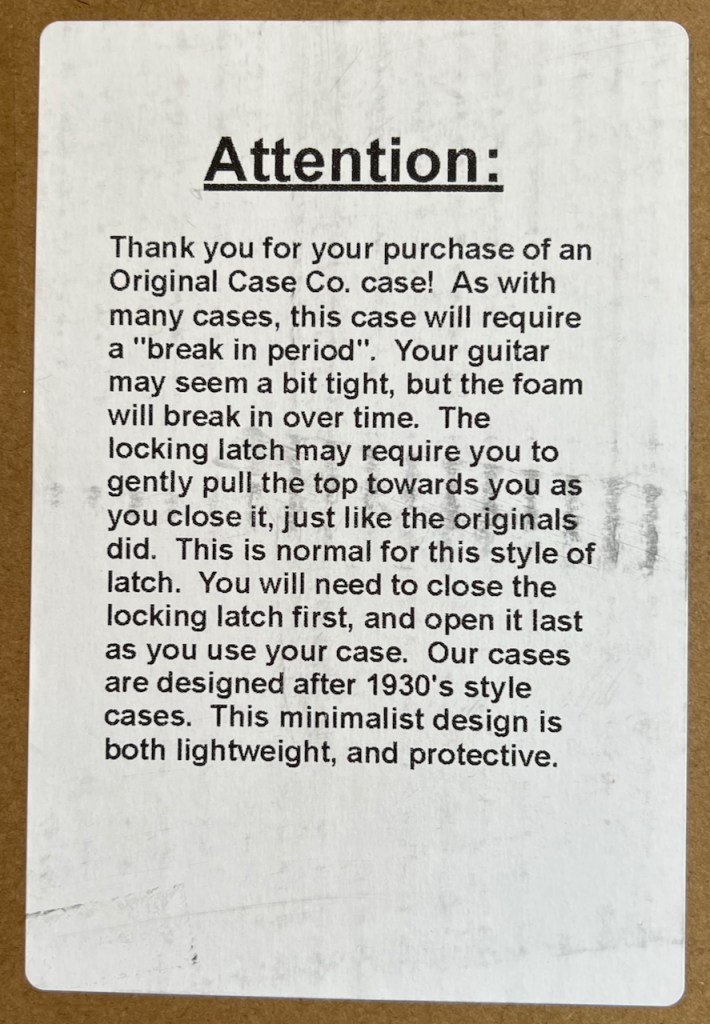 Attention:
Thank you for your purchase of an
Original Case Co. case!  As with
many cases, this case will require
a "break in period".  Your guitar
may seem a bit tight, but the foam
will break in over time.  The
locking latch may require you to
gently pull the top towards you as
you close it, just like the originals
did.  This is normal for this style of
latch.  You will need to close the
locking latch first, and open it last
as you use your case.  Our cases
are designed after 1930's style
cases.  This minimalist design is
both lightweight, and protective.